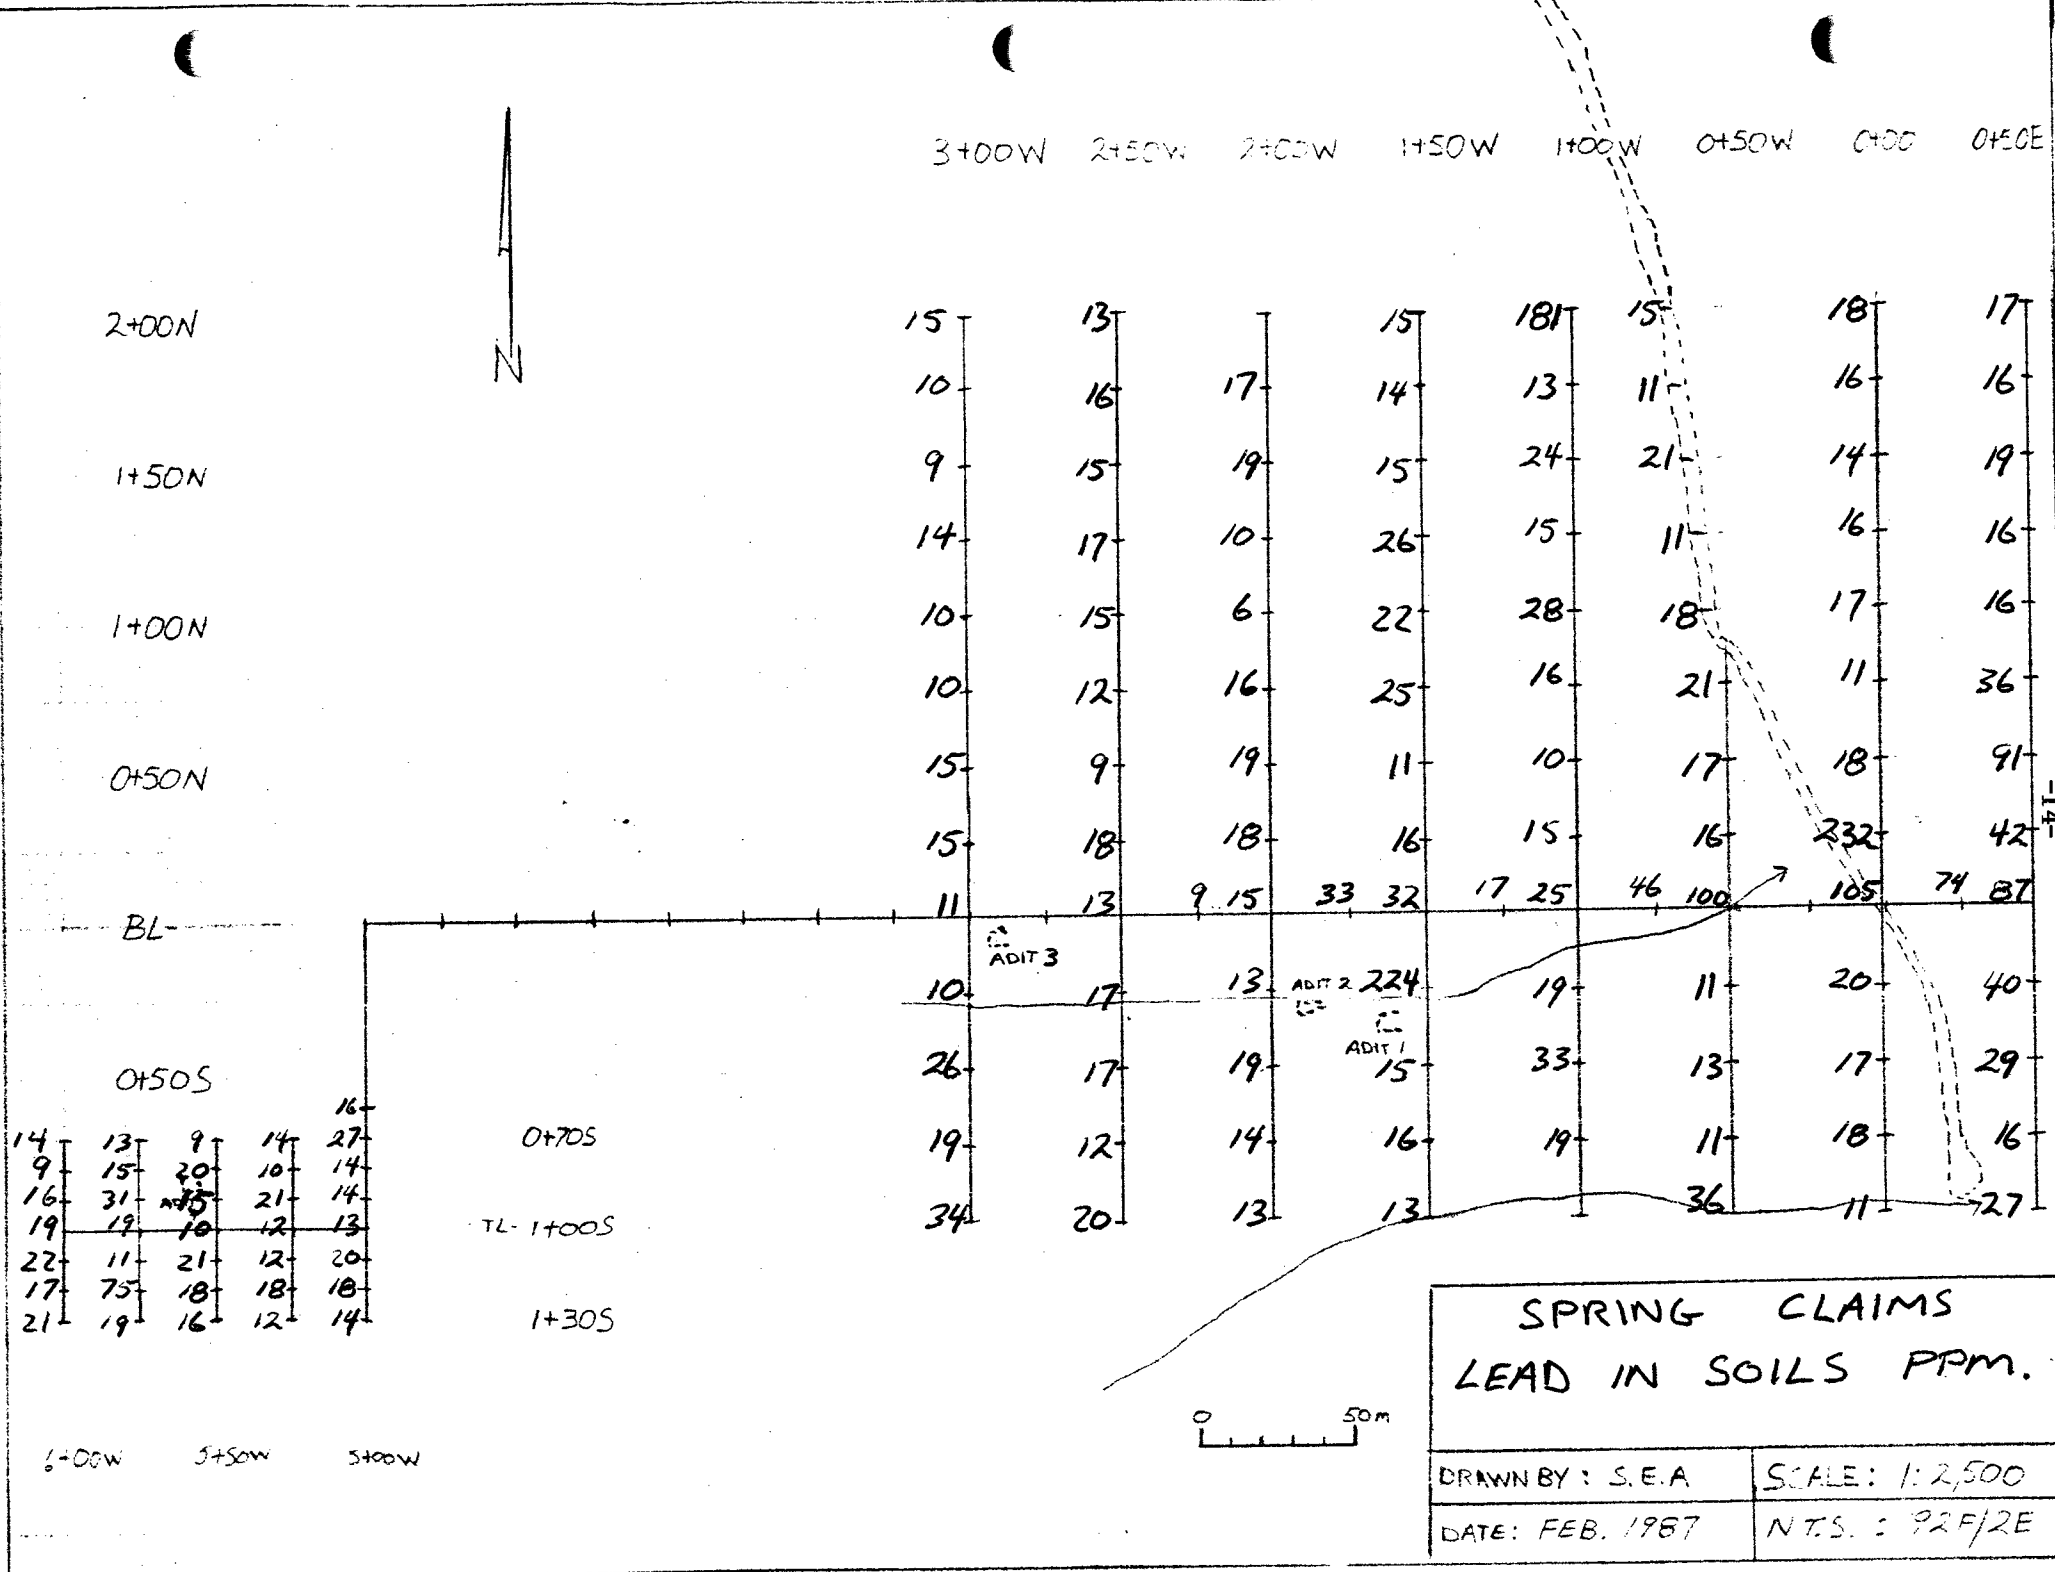 3+00W 2+50W 2+00W 1+50W 1+00W 0+50W 0+00 0+50E
N
2+00N 15 13 15 181 15 18 17
10 16 17 14 13 11 16 16
1+50N 9 15 19 15 24 21 14 19
14 17 10 26 15 11 16 16
1+00N 10 15 6 22 28 18 17 16
10 12 16 25 16 21 11 36
0+50N 15 9 19 11 10 17 18 91
15 18 18 16 15 16 232 42
-14-
BL- 11 13 9 15 33 32 17 25 46 100 105 74 87
ADIT 3
10 17 13 ADIT 2 224 19 11 20 40
ADIT 1
0+50S 26 17 19 15 33 13 17 29
16
14 13 9 14 27 0+70S 19 12 14 16 19 11 18 16
9 15 20 10 14
16 31 15 21 14
19 19 10 12 13 TL- 1+00S 34 20 13 13 36 11 27
22 11 21 12 20
17 75 18 18 18
21 19 16 12 14 1+30S
6+00W 5+50W 5+00W
0 50m
SPRING CLAIMS
LEAD IN SOILS PPM.
DRAWN BY : S.E.A SCALE : 1:2,500
DATE: FEB. 1987 N.T.S. : 92F/2E